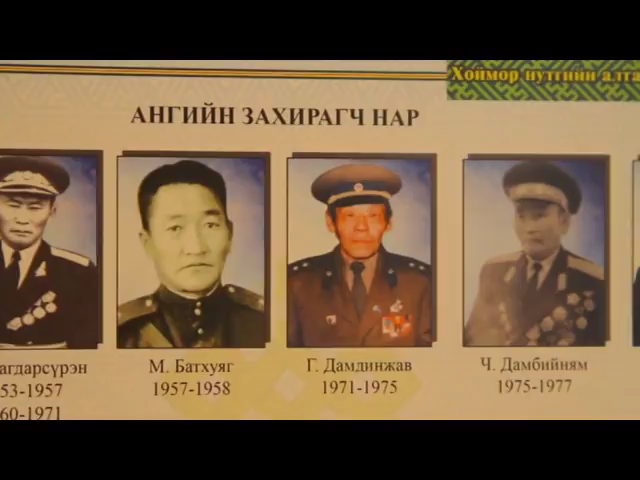 Хоймор нутгийн алта
АНГИЙН ЗАХИРАГЧ НАР
агдарсүрэн
53-1957
60-1971
М. Батхуяг
1957-1958
Г. Дамдинжав
1971-1975
Ч. Дамбийням
1975-1977